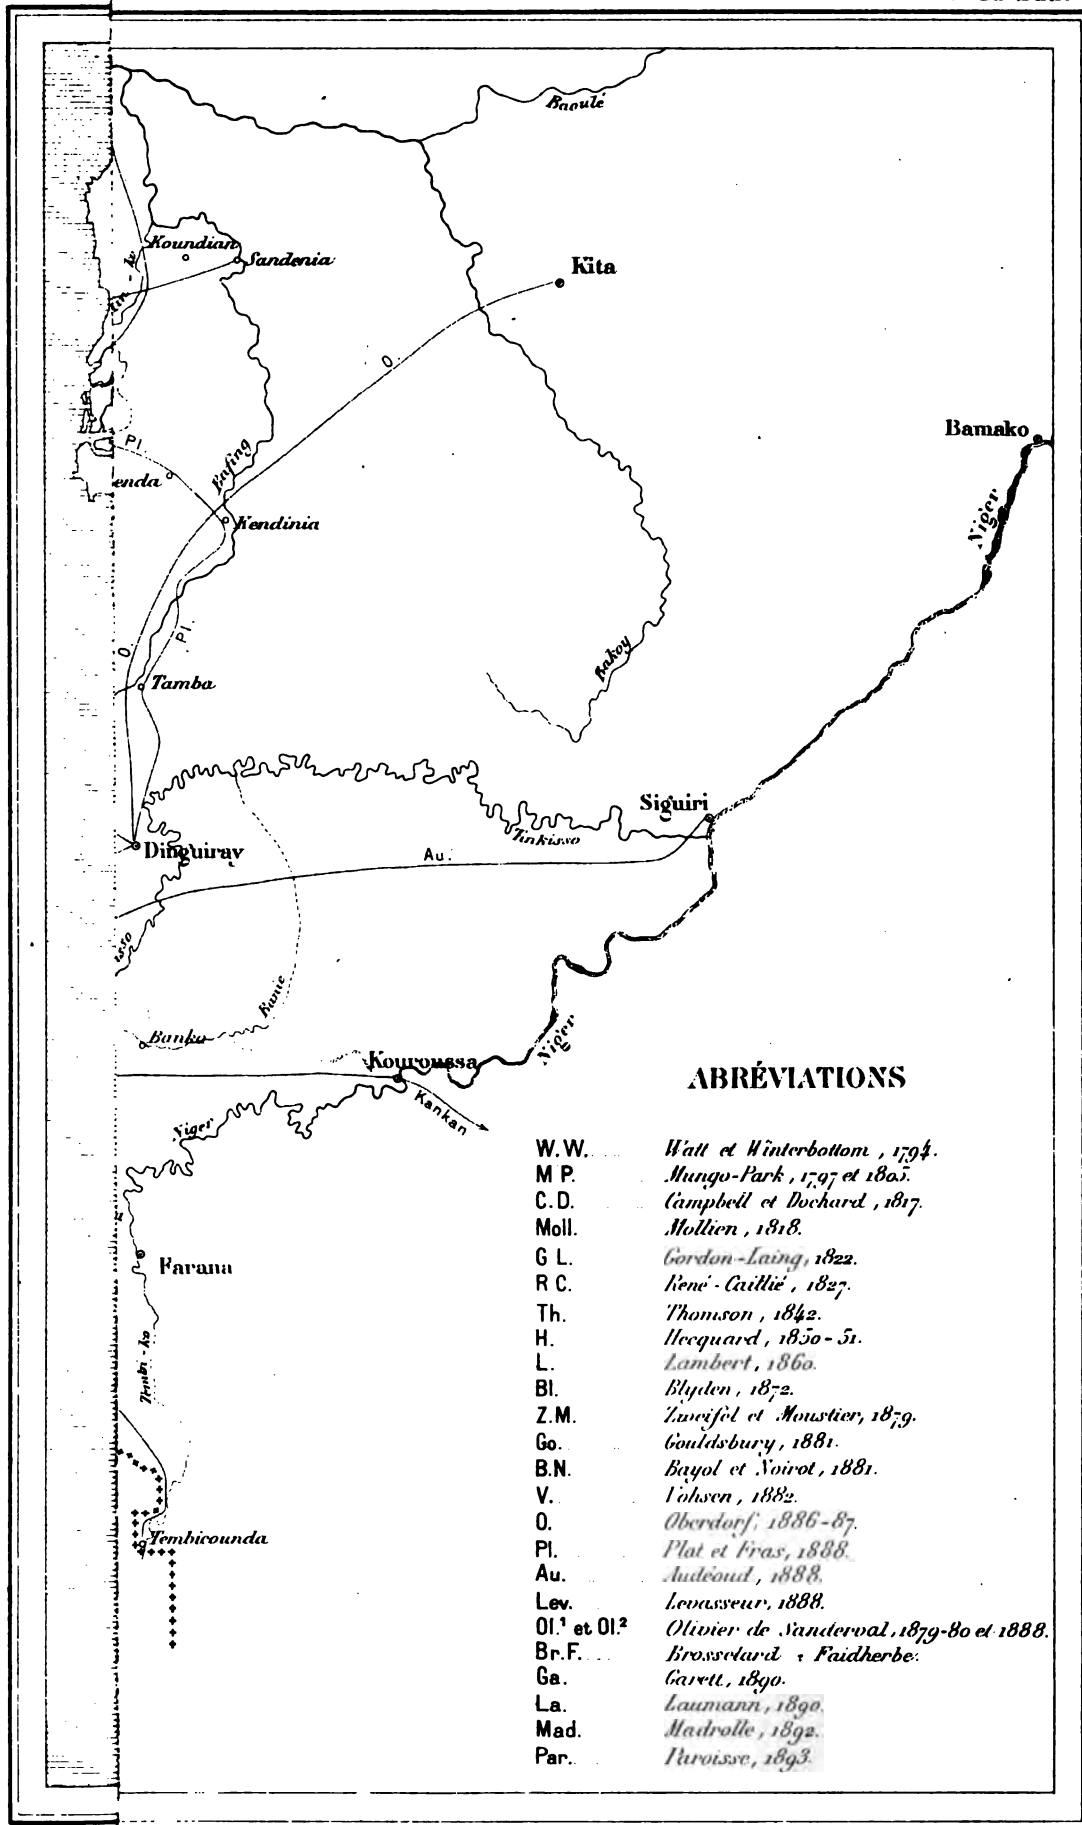 Baoulé
Koundian
Sandenia
Kita
O.
Bamako
Pl.
Bafing
enda
Kendinia
Niger
Pl.
O.
Bakoy
Tamba
Siguiri
Tinkisso
Dinguiray
Au.
isso
Banie
Banko
Niger
Kouroussa
Kankan
Niger
Farana
Tembi-ko
Tembicounda
ABRÉVIATIONS
W.W. Watt et Winterbottom, 1794.
M P. Mungo-Park, 1797 et 1805.
C.D. Campbell et Dochard, 1817.
Moll. Mollien, 1818.
G L. Gordon-Laing, 1822.
R C. René-Caillié, 1827.
Th. Thomson, 1842.
H. Hecquard, 1850-51.
L. Lambert, 1860.
Bl. Blyden, 1872.
Z.M. Zweifel et Moustier, 1879.
Go. Gouldsbury, 1881.
B.N. Bayol et Noirot, 1881.
V. Vohsen, 1882.
O. Oberdorf, 1886-87.
Pl. Plat et Fras, 1888.
Au. Audéoud, 1888.
Lev. Levasseur, 1888.
Ol.¹ et Ol.² Olivier de Sanderval, 1879-80 et 1888.
Br.F. Brosselard - Faidherbe.
Ga. Garett, 1890.
La. Laumann, 1890.
Mad. Madrolle, 1892.
Par. Paroisse, 1893.